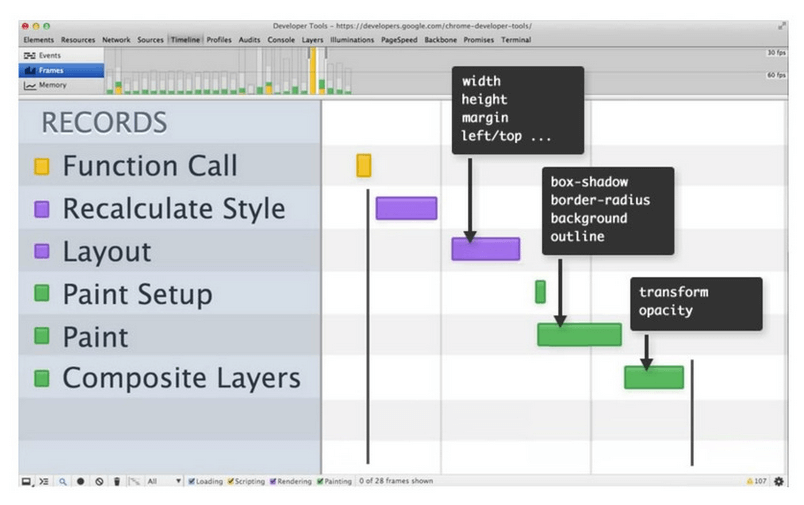 Developer Tools - https://developers.google.com/chrome-developer-tools/
Elements Resources Network Sources Timeline Profiles Audits Console Layers Illuminations PageSpeed Backbone Promises Terminal
Events
Frames
Memory
30 fps
60 fps
RECORDS
Function Call
Recalculate Style
Layout
Paint Setup
Paint
Composite Layers
width
height
margin
left/top ...
box-shadow
border-radius
background
outline
transform
opacity
All Loading Scripting Rendering Painting 0 of 28 frames shown 107